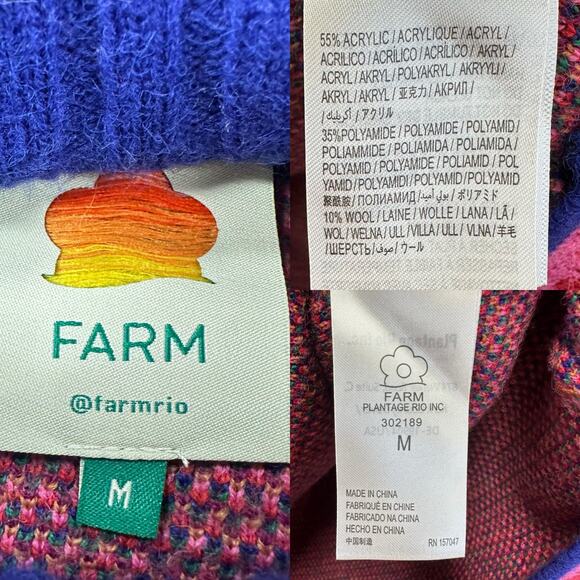 FARM
@farmrio
M
55% ACRYLIC / ACRYLIQUE / ACRYL /
ACRILICO / ACRÍLICO / ACRÍLICO / AKRYL /
ACRYL / AKRYL / POLYAKRYL / AKRYYLI /
AKRYL / AKRYL / 亚克力 / АКРИЛ /
/ أكريليك / アクリル
35%POLYAMIDE / POLYAMIDE / POLYAMID /
POLIAMMIDE / POLIAMIDA / POLIAMIDA /
POLYAMID / POLYAMIDE / POLIAMID / POL
YAMID / POLYAMIDI / POLYAMID / POLYAMID /
聚酰胺 / ПОЛИАМИД / بولي أميد / ポリアミド
10% WOOL / LAINE / WOLLE / LANA / LÃ /
WOL / WELNA / ULL / VILLA / ULL / VLNA / 羊毛
/ ШЕРСТЬ / صوف / ウール
FARM
PLANTAGE RIO INC
302189
M
MADE IN CHINA
FABRIQUÉ EN CHINE
FABRICADO NA CHINA
HECHO EN CHINA
中国制造
RN 157047